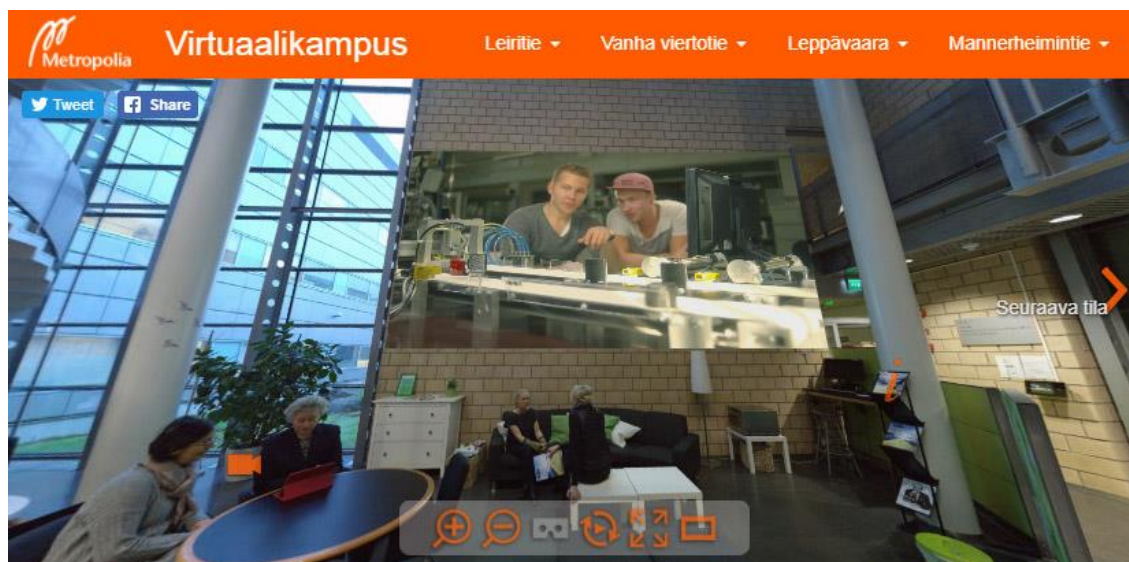 Metropolia
Virtuaalikampus
Leiritie
Vanha viertotie
Leppävaara
Mannerheimintie
Tweet
Share
Seuraava tila
i